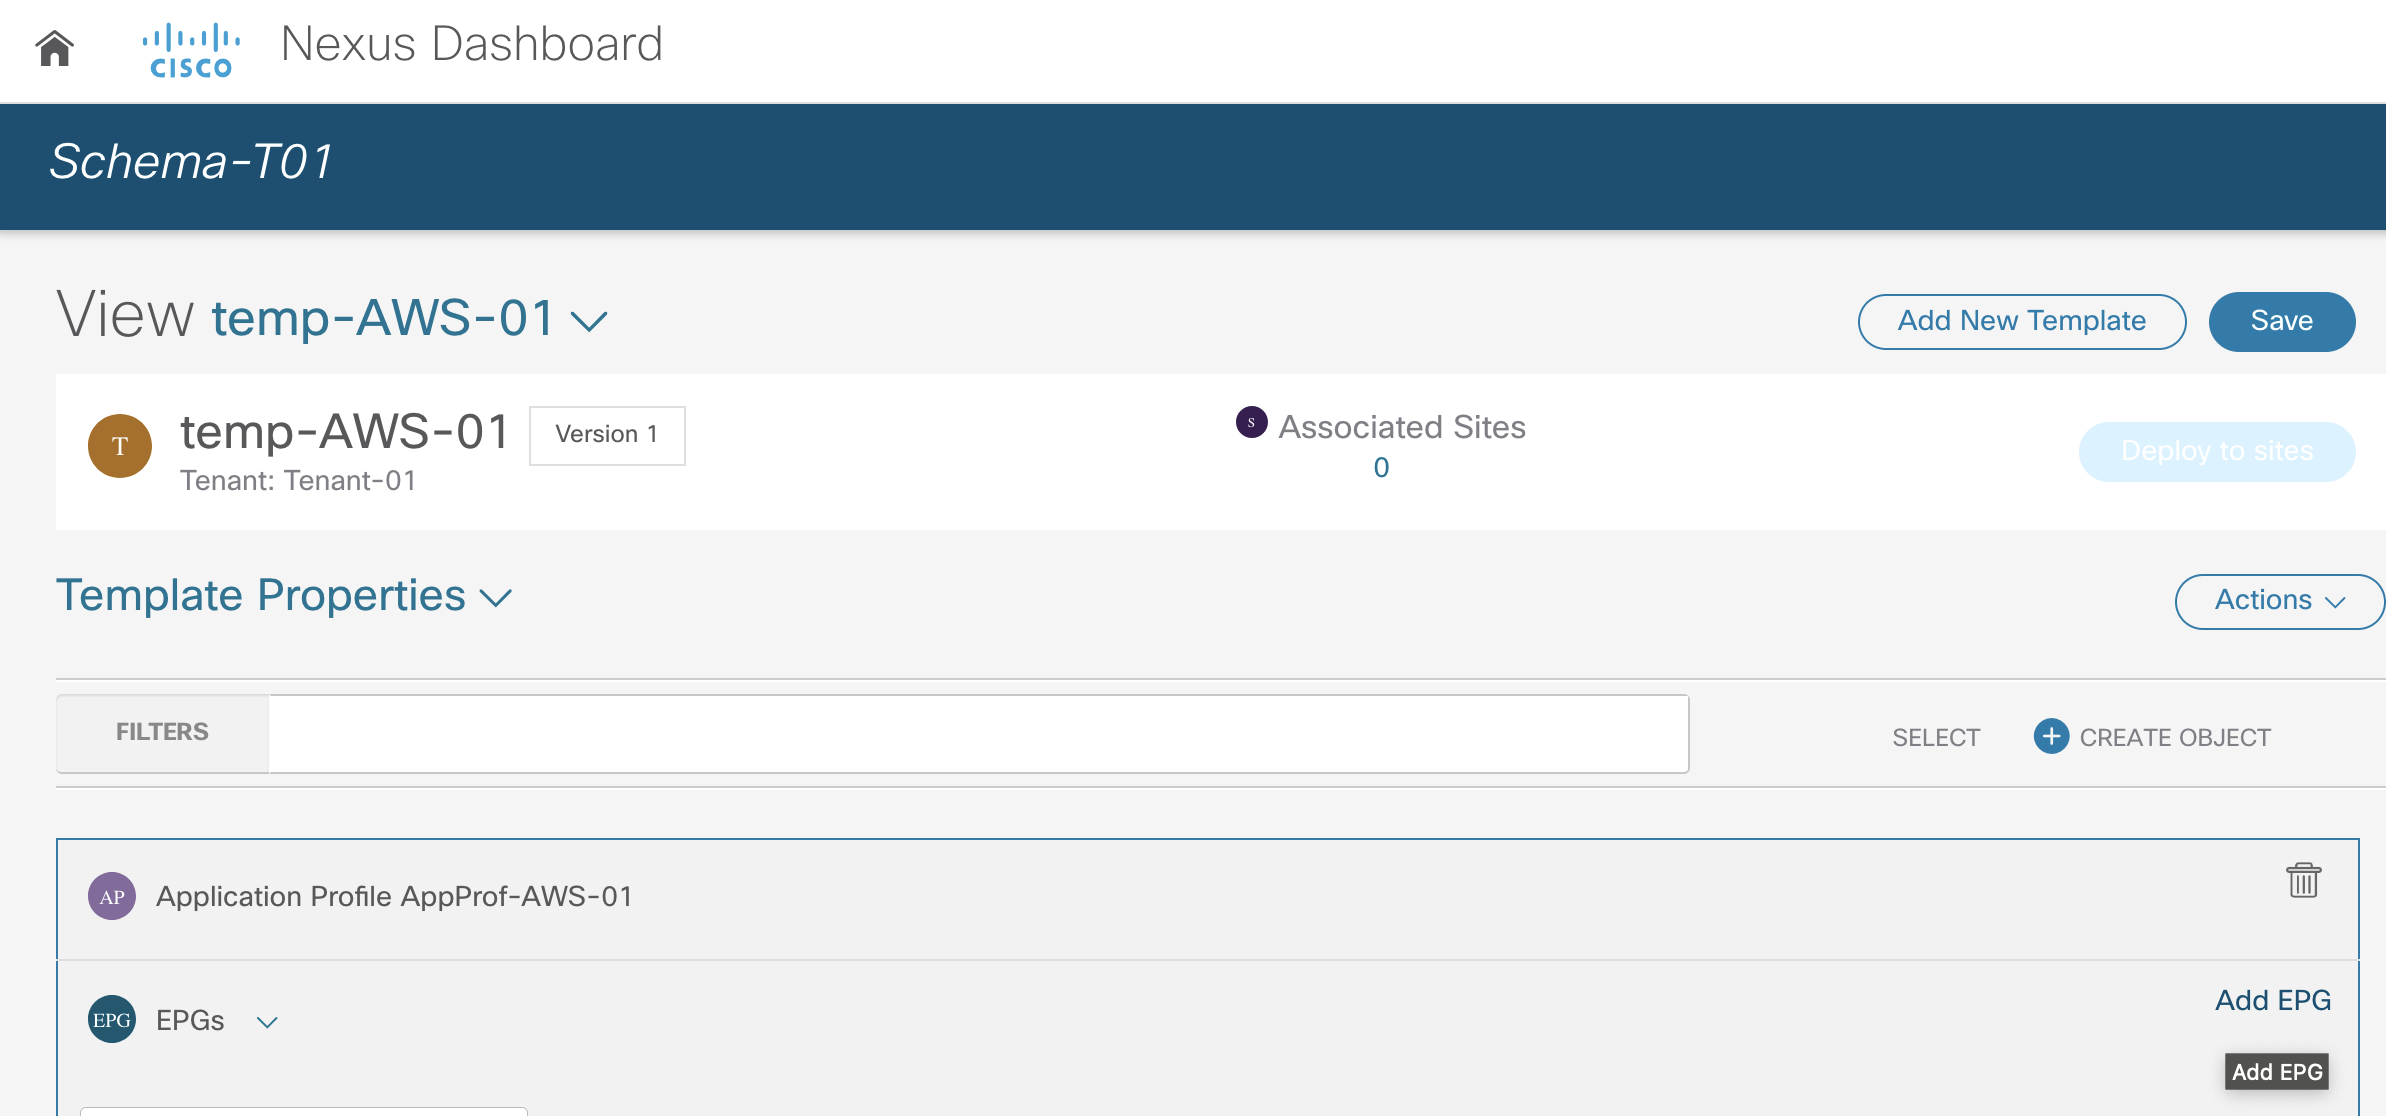 CISCO Nexus Dashboard
Schema-T01
View temp-AWS-01
Add New Template
Save
T
temp-AWS-01
Version 1
Tenant: Tenant-01
S
Associated Sites
0
Deploy to sites
Template Properties
Actions
FILTERS
SELECT
CREATE OBJECT
AP
Application Profile AppProf-AWS-01
EPG
EPGs
Add EPG
Add EPG